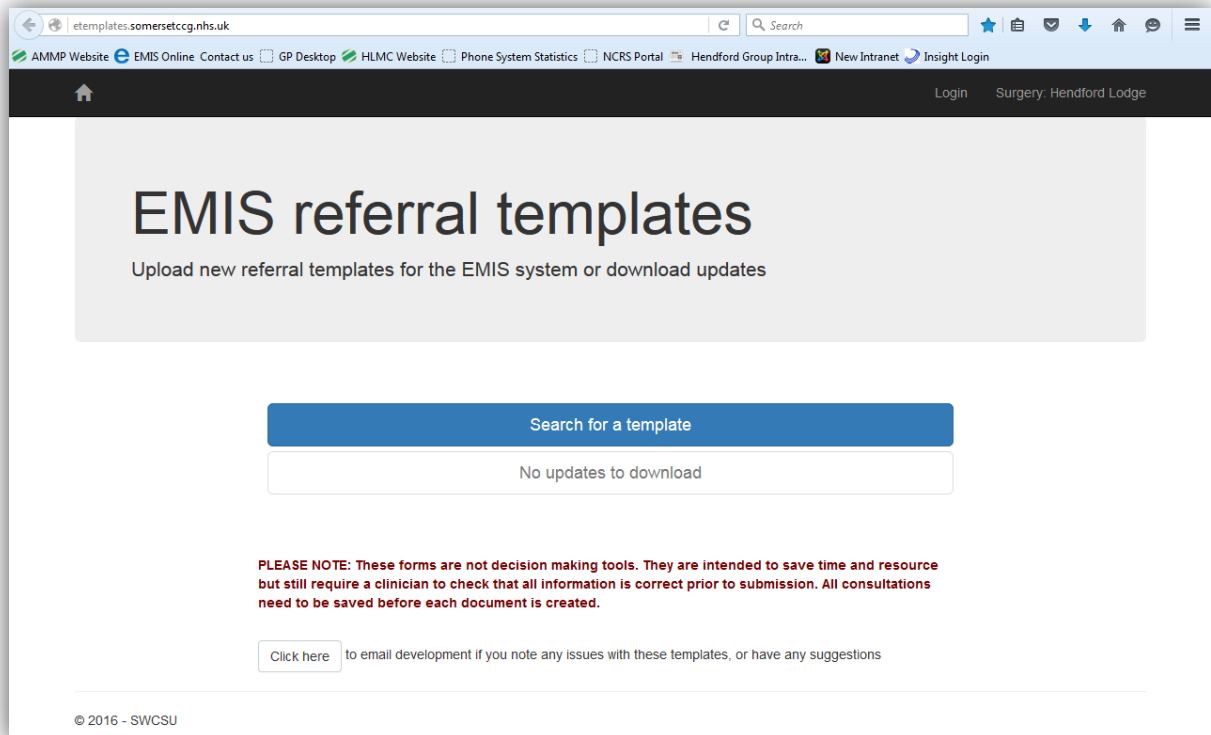 etemplates.somersetccg.nhs.uk
Search
AMMP Website EMIS Online Contact us GP Desktop HLMC Website Phone System Statistics NCRS Portal Hendford Group Intra... New Intranet Insight Login
Login Surgery: Hendford Lodge
EMIS referral templates
Upload new referral templates for the EMIS system or download updates
Search for a template
No updates to download
PLEASE NOTE: These forms are not decision making tools. They are intended to save time and resource
but still require a clinician to check that all information is correct prior to submission. All consultations
need to be saved before each document is created.
Click here to email development if you note any issues with these templates, or have any suggestions
© 2016 - SWCSU